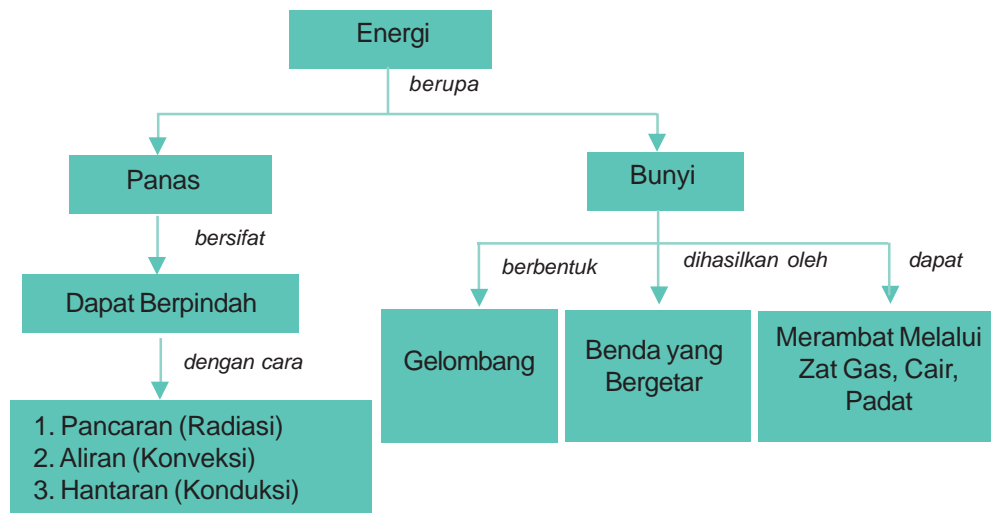 Energi
berupa
Panas
Bunyi
bersifat
berbentuk
dihasilkan oleh
dapat
Dapat Berpindah
Gelombang
Benda yang
Bergetar
Merambat Melalui
Zat Gas, Cair,
Padat
dengan cara
1. Pancaran (Radiasi)
2. Aliran (Konveksi)
3. Hantaran (Konduksi)